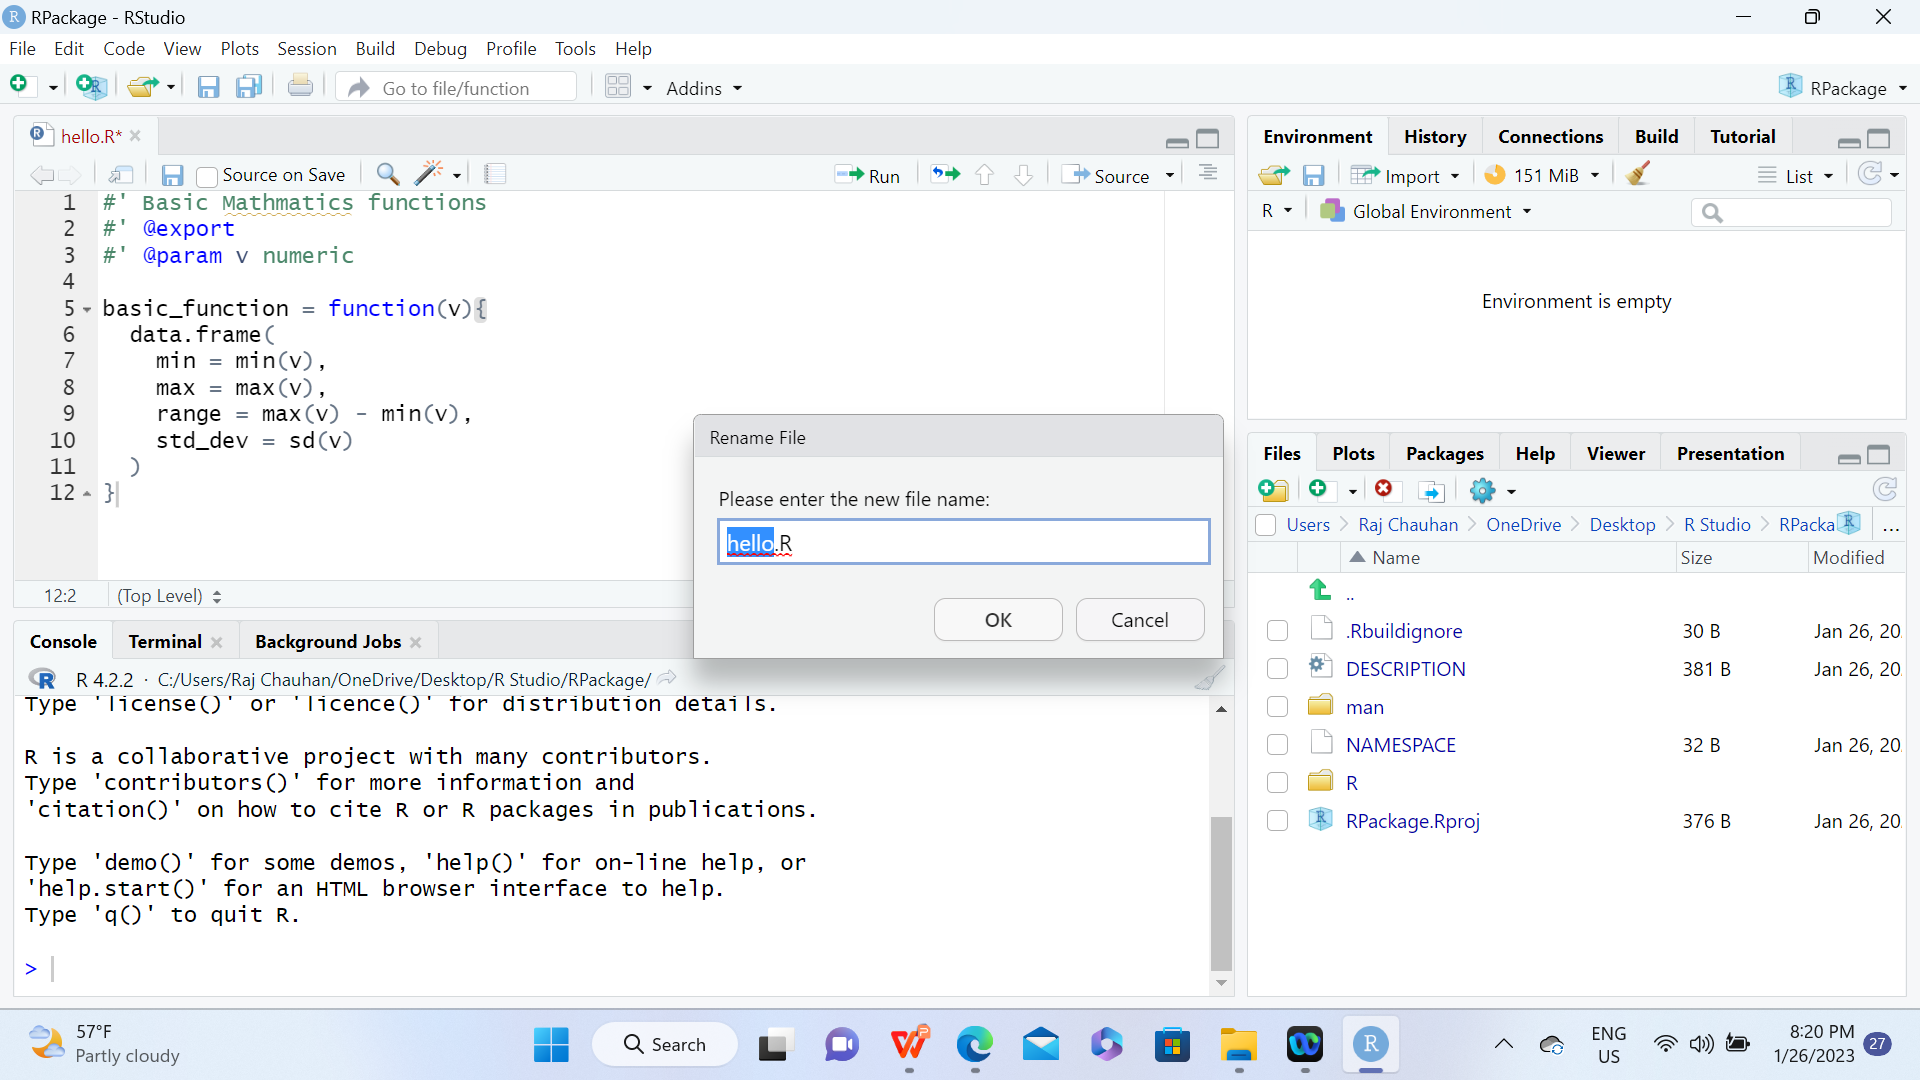 RPackage - RStudio
File Edit Code View Plots Session Build Debug Profile Tools Help
Go to file/function Addins RPackage
hello.R*
Source on Save Run Source
1 #' Basic Mathmatics functions
2 #' @export
3 #' @param v numeric
4
5 basic_function = function(v){
6 data.frame(
7 min = min(v),
8 max = max(v),
9 range = max(v) - min(v),
10 std_dev = sd(v)
11 )
12 }
12:2 (Top Level)
Rename File
Please enter the new file name:
hello.R
OK Cancel
Console Terminal Background Jobs
R 4.2.2 · C:/Users/Raj Chauhan/OneDrive/Desktop/R Studio/RPackage/
Type 'license()' or 'licence()' for distribution details.
R is a collaborative project with many contributors.
Type 'contributors()' for more information and
'citation()' on how to cite R or R packages in publications.
Type 'demo()' for some demos, 'help()' for on-line help, or
'help.start()' for an HTML browser interface to help.
Type 'q()' to quit R.
>
Environment History Connections Build Tutorial
Import 151 MiB List
R Global Environment
Environment is empty
Files Plots Packages Help Viewer Presentation
Users Raj Chauhan OneDrive Desktop R Studio RPacka ...
Name Size Modified
..
.Rbuildignore 30 B Jan 26, 20
DESCRIPTION 381 B Jan 26, 20
man
NAMESPACE 32 B Jan 26, 20
R
RPackage.Rproj 376 B Jan 26, 20
57°F
Partly cloudy
Search
ENG
US
8:20 PM
1/26/2023
27